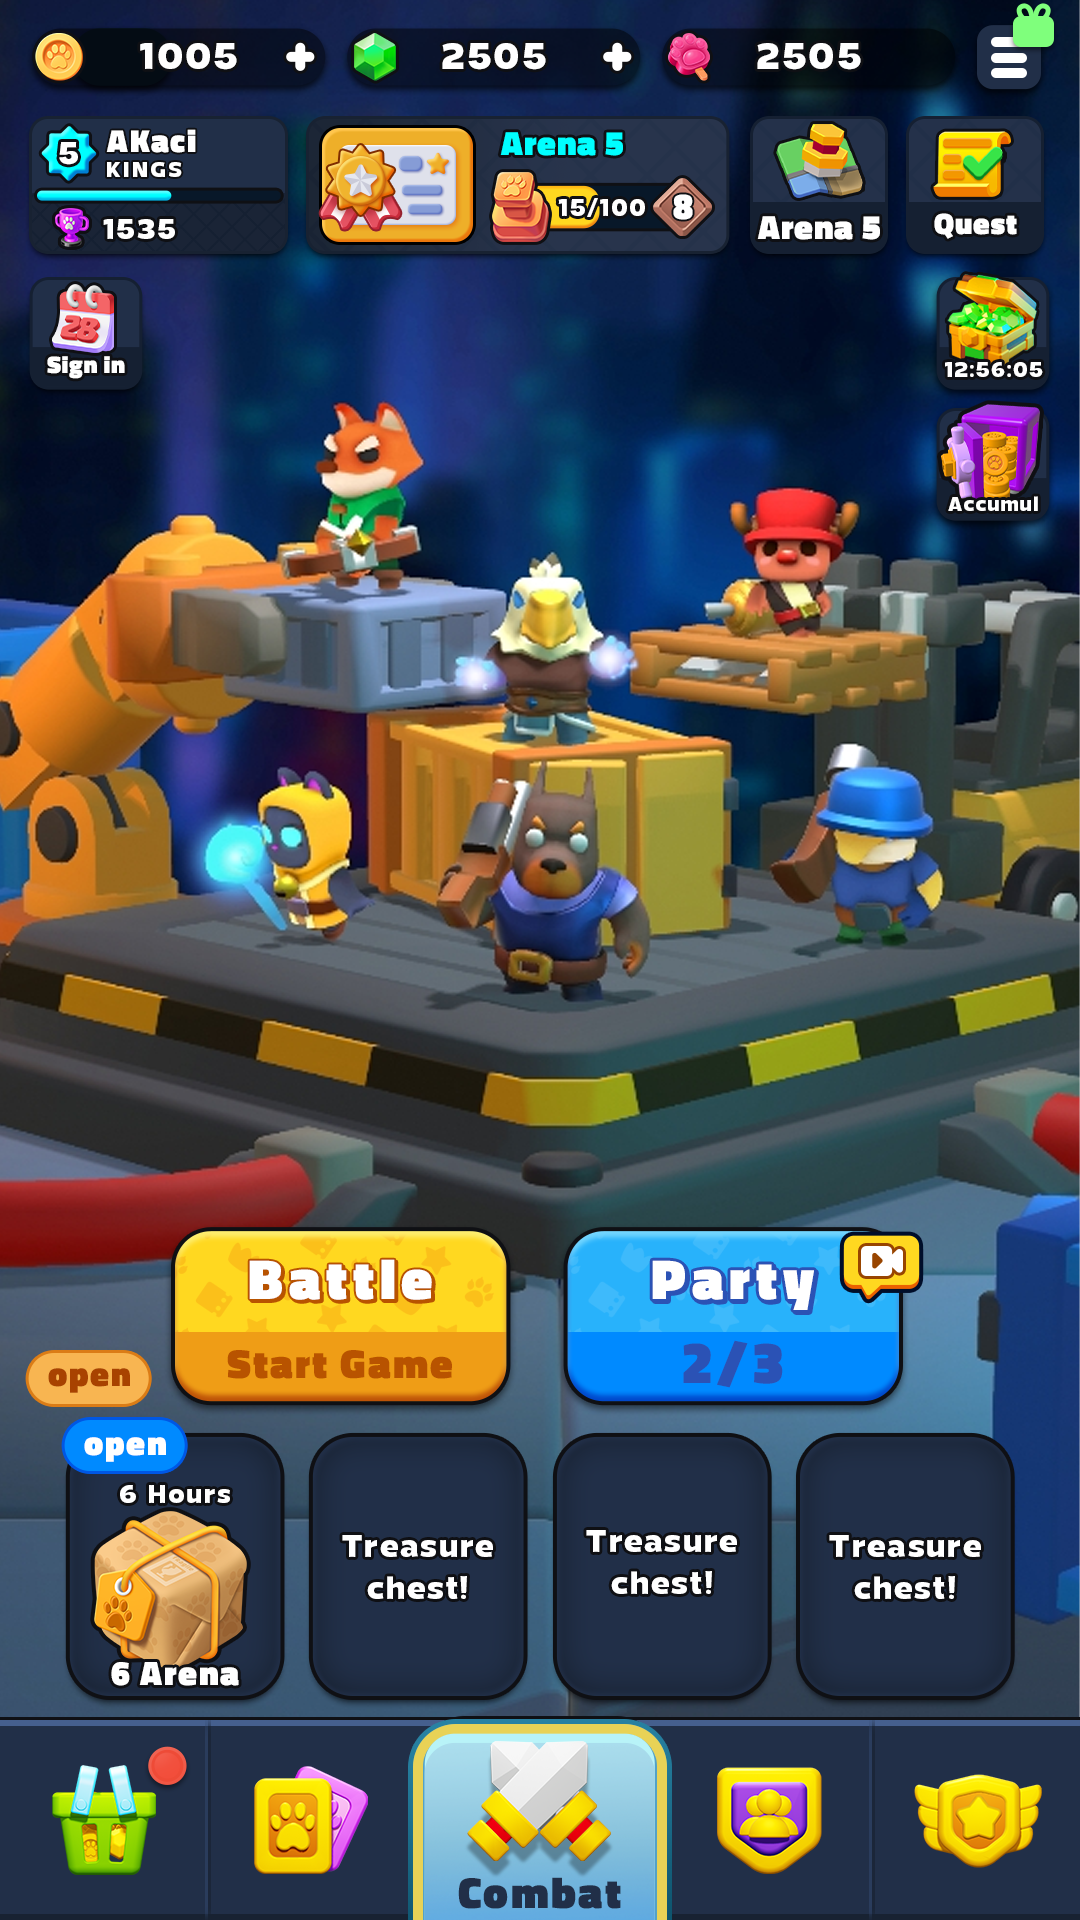 1005
2505
2505
5
AKaci
KINGS
1535
Arena 5
15/100
8
Arena 5
Quest
28
Sign in
12:56:05
Accumul
Battle
Start Game
Party
2/3
open
open
6 Hours
6 Arena
Treasure
chest!
Treasure
chest!
Treasure
chest!
Combat